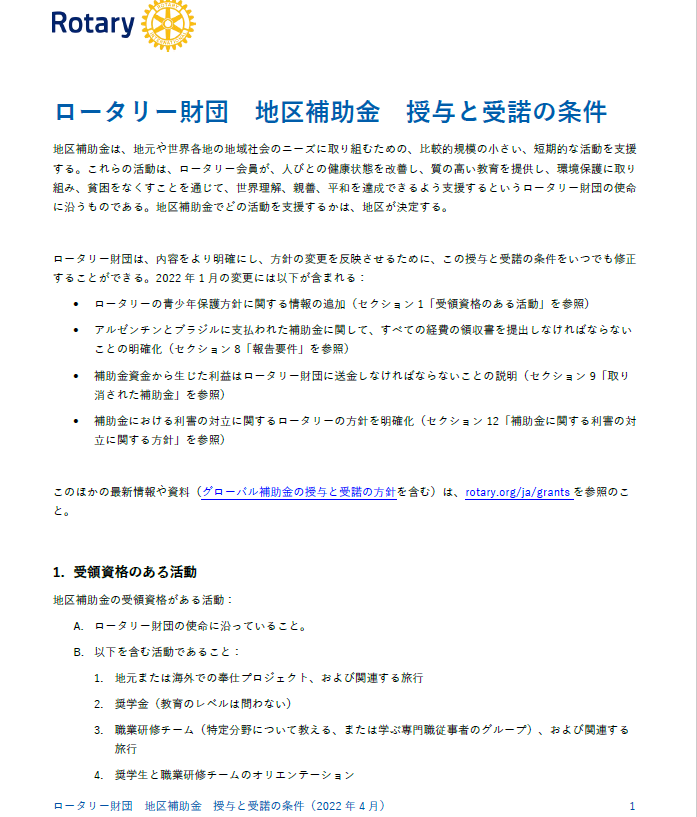 Rotary
ロータリー財団　地区補助金　授与と受諾の条件
地区補助金は、地元や世界各地の地域社会のニーズに取り組むための、比較的規模の小さい、短期的な活動を支援
する。これらの活動は、ロータリー会員が、人びとの健康状態を改善し、質の高い教育を提供し、環境保護に取り
組み、貧困をなくすことを通じて、世界理解、親善、平和を達成できるよう支援するというロータリー財団の使命
に沿うものである。地区補助金でどの活動を支援するかは、地区が決定する。
ロータリー財団は、内容をより明確にし、方針の変更を反映させるために、この授与と受諾の条件をいつでも修正
することができる。2022 年 1 月の変更には以下が含まれる：
• ロータリーの青少年保護方針に関する情報の追加（セクション 1「受領資格のある活動」を参照）
• アルゼンチンとブラジルに支払われた補助金に関して、すべての経費の領収書を提出しなければならない
ことの明確化（セクション 8「報告要件」を参照）
• 補助金資金から生じた利益はロータリー財団に送金しなければならないことの説明（セクション 9「取り
消された補助金」を参照）
• 補助金における利害の対立に関するロータリーの方針を明確化（セクション 12「補助金に関する利害の対
立に関する方針」を参照）
このほかの最新情報や資料（グローバル補助金の授与と受諾の方針を含む）は、rotary.org/ja/grants を参照のこ
と。
1. 受領資格のある活動
地区補助金の受領資格がある活動：
A. ロータリー財団の使命に沿っていること。
B. 以下を含む活動であること：
1. 地元または海外での奉仕プロジェクト、および関連する旅行
2. 奨学金（教育のレベルは問わない）
3. 職業研修チーム（特定分野について教える、または学ぶ専門職従事者のグループ）、および関連する
旅行
4. 奨学生と職業研修チームのオリエンテーション
ロータリー財団　地区補助金　授与と受諾の条件（2022 年 4 月） 1